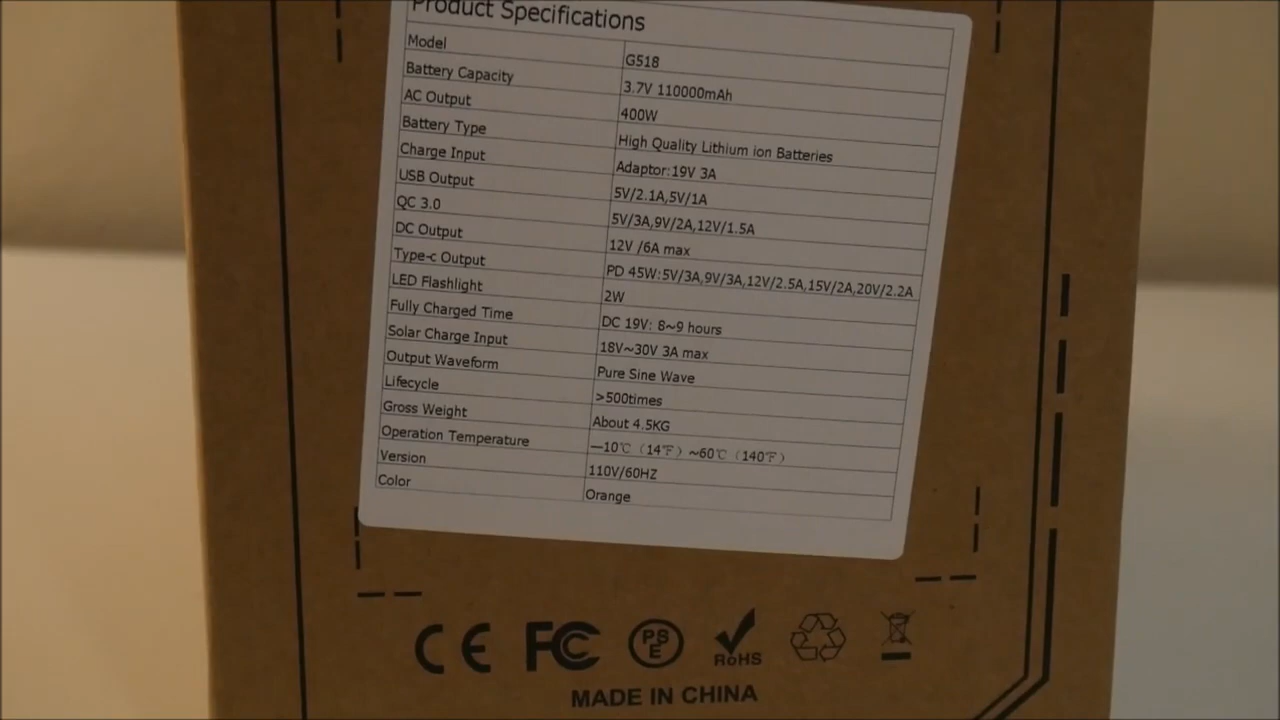 Product Specifications
Model G518
Battery Capacity 3.7V 110000mAh
AC Output 400W
Battery Type High Quality Lithium ion Batteries
Charge Input Adaptor:19V 3A
USB Output 5V/2.1A,5V/1A
QC 3.0 5V/3A,9V/2A,12V/1.5A
DC Output 12V /6A max
Type-c Output PD 45W:5V/3A,9V/3A,12V/2.5A,15V/2A,20V/2.2A
LED Flashlight 2W
Fully Charged Time DC 19V: 8~9 hours
Solar Charge Input 18V~30V 3A max
Output Waveform Pure Sine Wave
Lifecycle >500times
Gross Weight About 4.5KG
Operation Temperature —10℃（14℉）~60℃（140℉）
Version 110V/60HZ
Color Orange
CE FC PSE RoHS
MADE IN CHINA